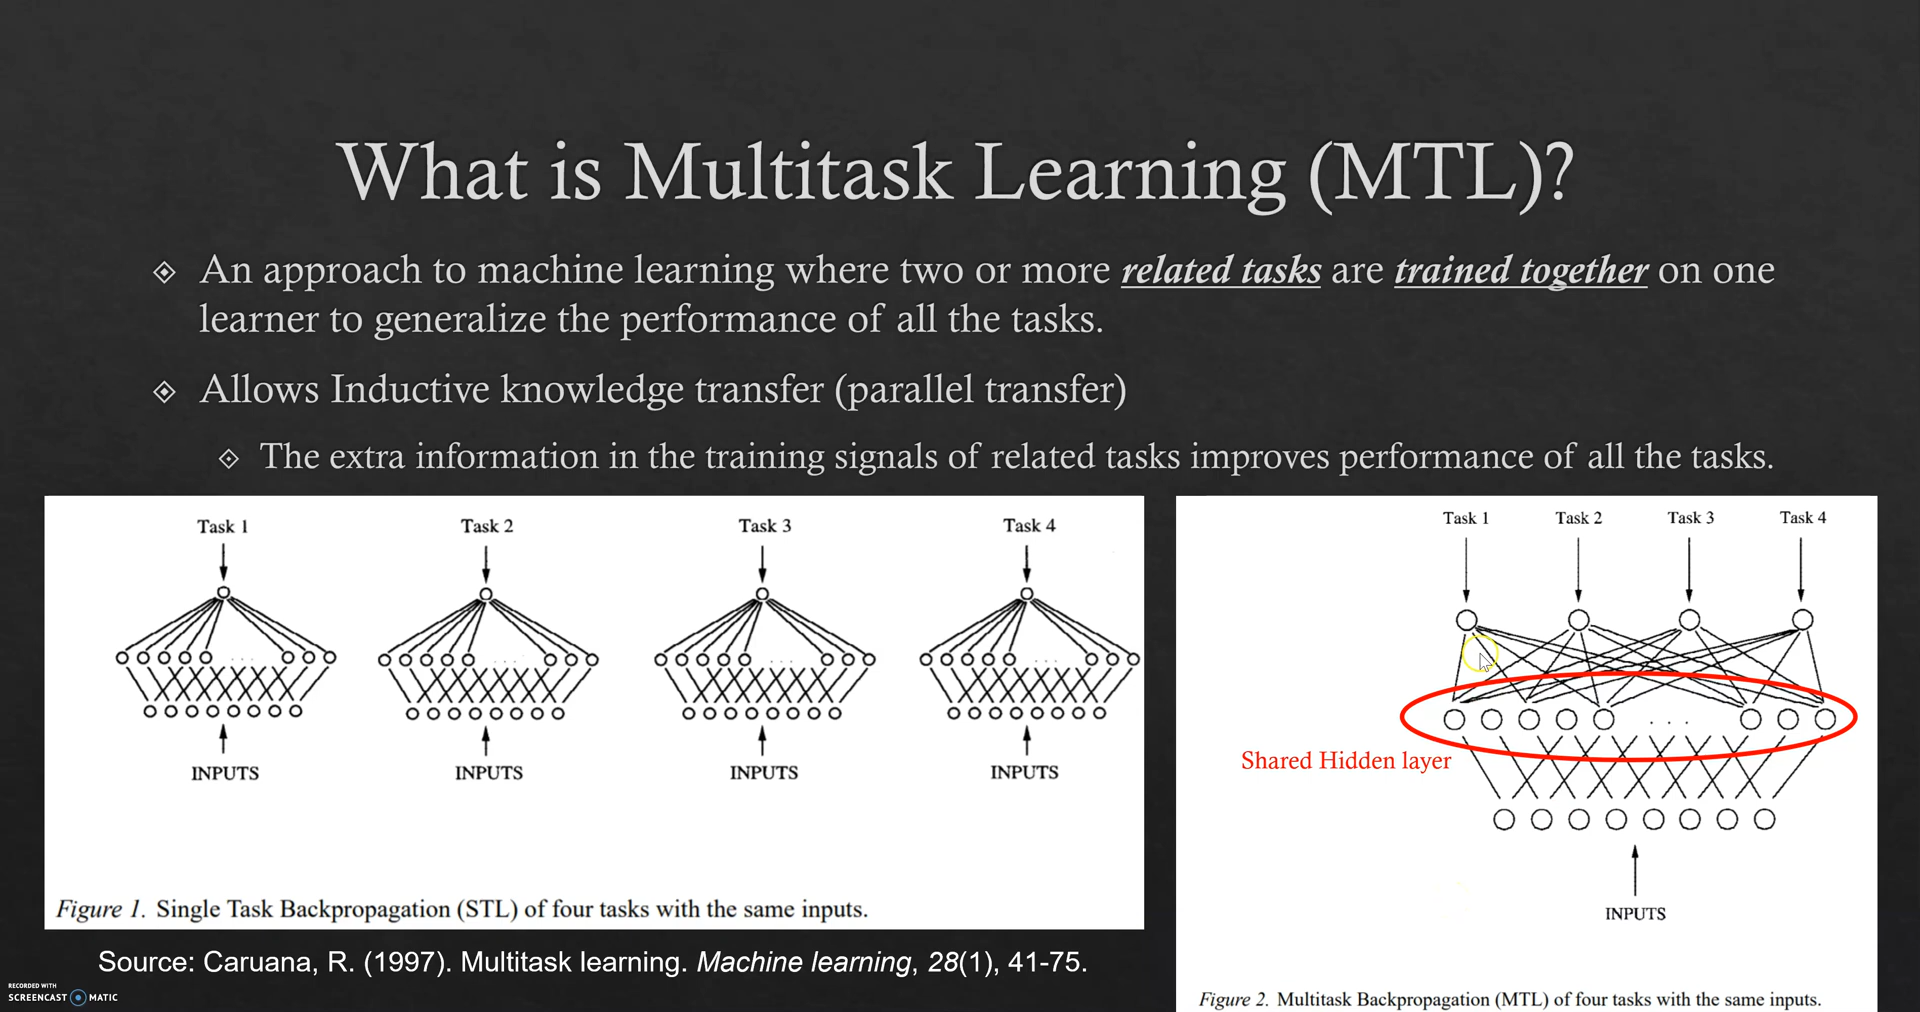 What is Multitask Learning (MTL)?
An approach to machine learning where two or more related tasks are trained together on one
learner to generalize the performance of all the tasks.
Allows Inductive knowledge transfer (parallel transfer)
The extra information in the training signals of related tasks improves performance of all the tasks.
Task 1 Task 2 Task 3 Task 4
INPUTS INPUTS INPUTS INPUTS
Figure 1. Single Task Backpropagation (STL) of four tasks with the same inputs.
Task 1 Task 2 Task 3 Task 4
Shared Hidden layer
INPUTS
Figure 2. Multitask Backpropagation (MTL) of four tasks with the same inputs.
Source: Caruana, R. (1997). Multitask learning. Machine learning, 28(1), 41-75.
RECORDED WITH
SCREENCAST MATIC